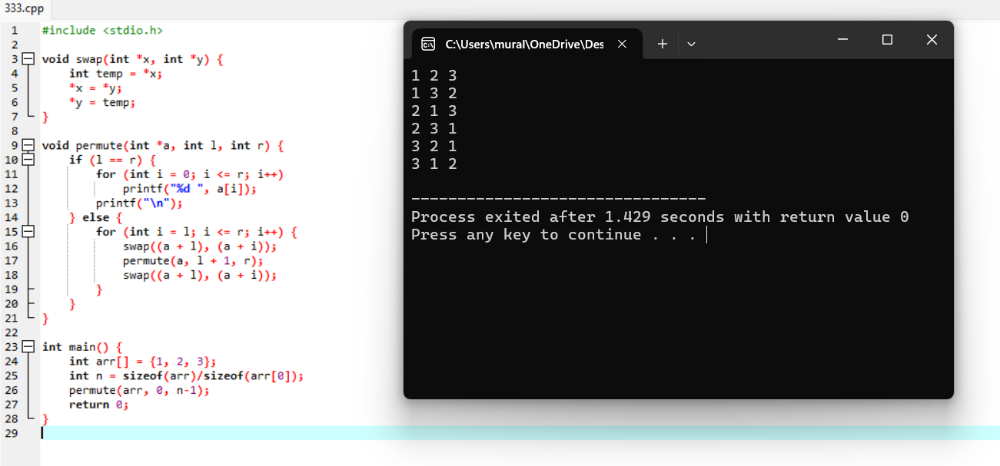 333.cpp
1 #include <stdio.h>
2
3 void swap(int *x, int *y) {
4     int temp = *x;
5     *x = *y;
6     *y = temp;
7 }
8
9 void permute(int *a, int l, int r) {
10     if (l == r) {
11         for (int i = 0; i <= r; i++)
12             printf("%d ", a[i]);
13         printf("\n");
14     } else {
15         for (int i = l; i <= r; i++) {
16             swap((a + l), (a + i));
17             permute(a, l + 1, r);
18             swap((a + l), (a + i));
19         }
20     }
21 }
22
23 int main() {
24     int arr[] = {1, 2, 3};
25     int n = sizeof(arr)/sizeof(arr[0]);
26     permute(arr, 0, n-1);
27     return 0;
28 }
29
C:\Users\mural\OneDrive\Des
1 2 3
1 3 2
2 1 3
2 3 1
3 2 1
3 1 2
--------------------------------
Process exited after 1.429 seconds with return value 0
Press any key to continue . . .